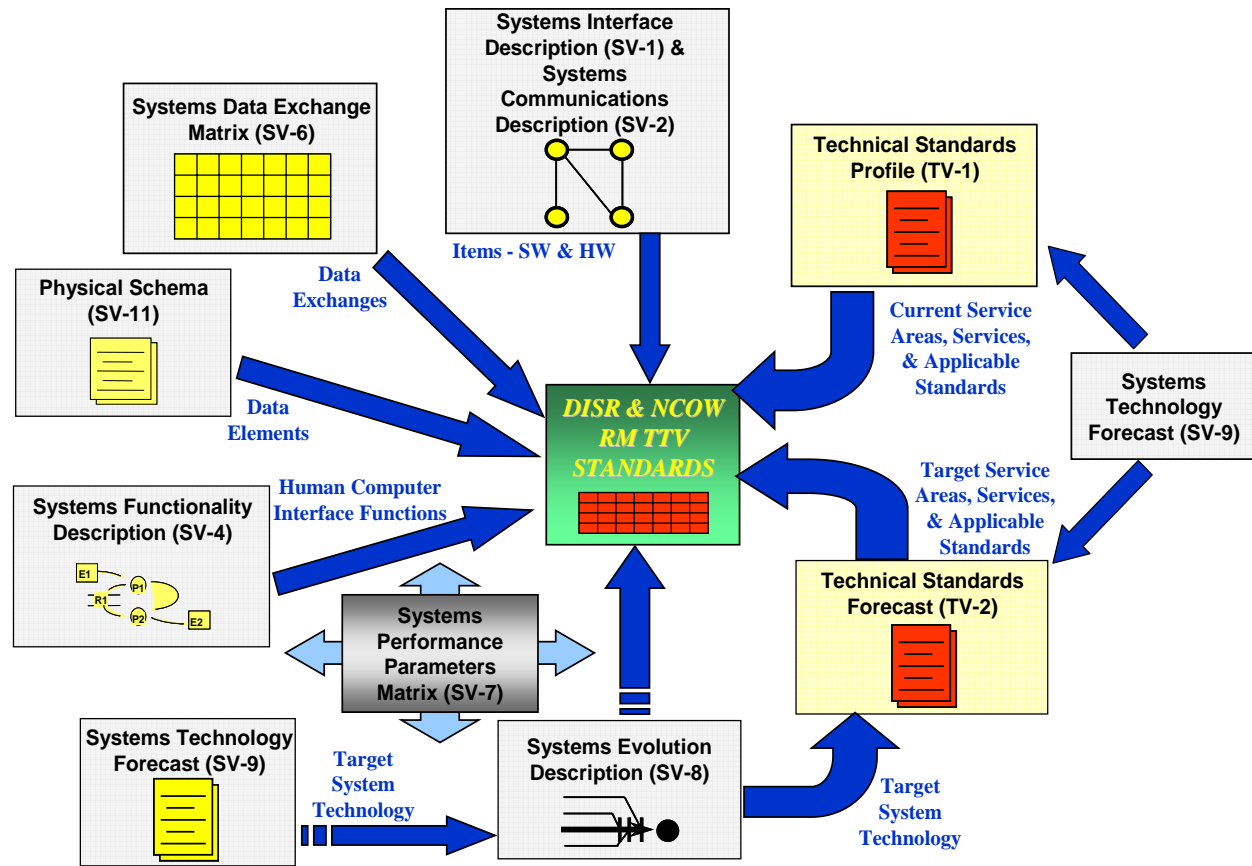 Systems Interface
Description (SV-1) &
Systems
Communications
Description (SV-2)
Systems Data Exchange
Matrix (SV-6)
Technical Standards
Profile (TV-1)
Items - SW & HW
Data
Exchanges
Physical Schema
(SV-11)
Current Service
Areas, Services,
& Applicable
Standards
Systems
Technology
Forecast (SV-9)
Data
Elements
DISR & NCOW
RM TTV
STANDARDS
Target Service
Areas, Services,
& Applicable
Standards
Human Computer
Interface Functions
Systems Functionality
Description (SV-4)
E1
P1
R1
P2
E2
Technical Standards
Forecast (TV-2)
Systems
Performance
Parameters
Matrix (SV-7)
Systems Technology
Forecast (SV-9)
Target
System
Technology
Systems Evolution
Description (SV-8)
Target
System
Technology